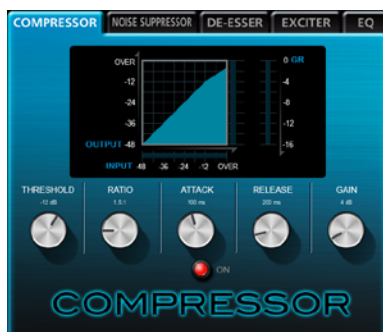 COMPRESSOR NOISE SUPPRESSOR DE-ESSER EXCITER EQ
OVER 0 GR
-12 -4
-24 -8
-36 -12
OUTPUT -48 -16
INPUT -48 -36 -24 -12 OVER
THRESHOLD RATIO ATTACK RELEASE GAIN
-12 dB 1.5:1 100 ms 200 ms 4 dB
ON
COMPRESSOR